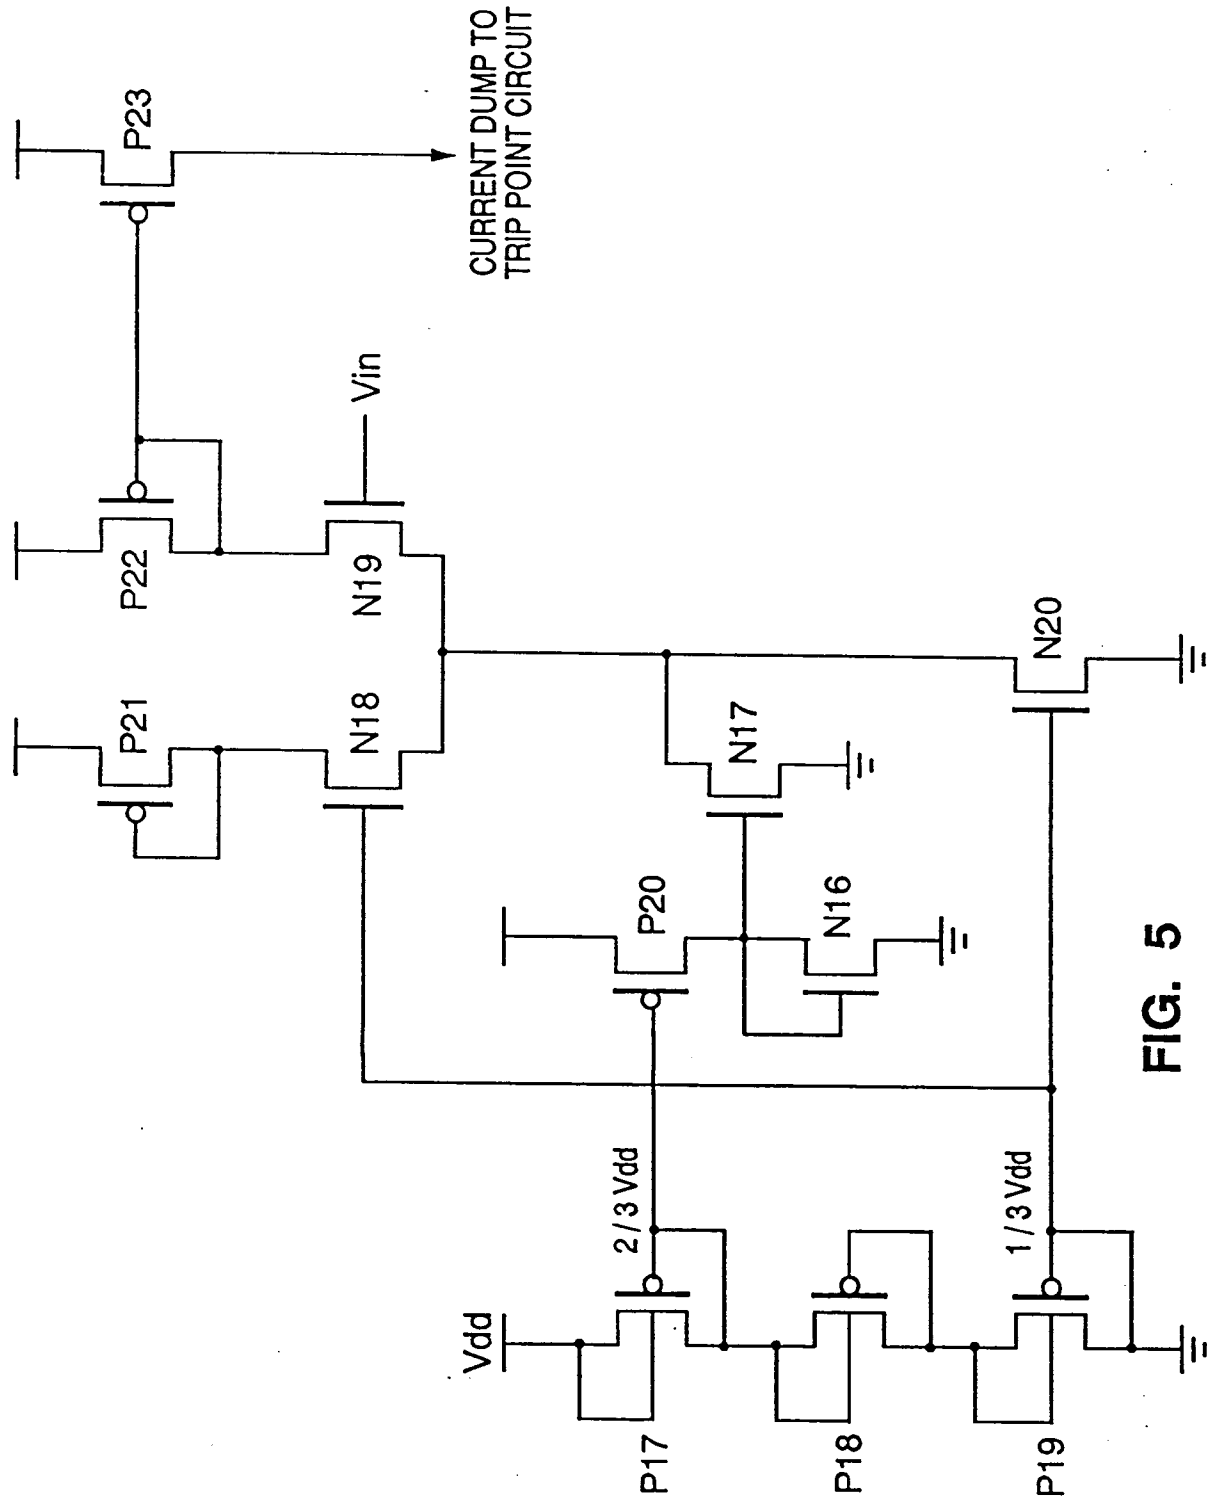 P21
P22
P23
N18
N19
Vin
CURRENT DUMP TO
TRIP POINT CIRCUIT
Vdd
P17
2/3 Vdd
P20
N17
P18
N16
P19
1/3 Vdd
N20
FIG. 5